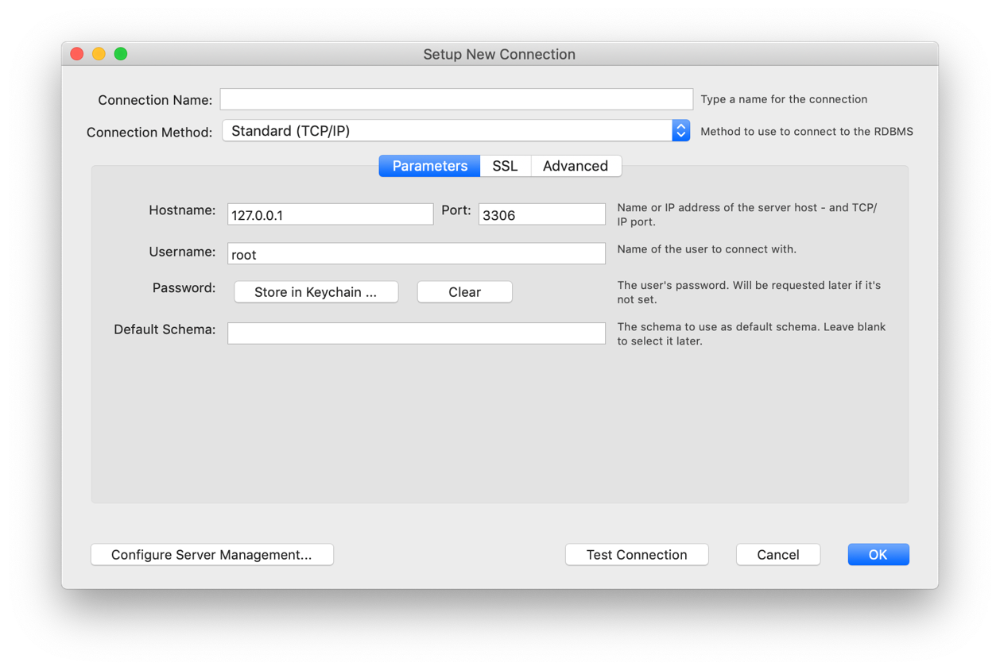 Setup New Connection
Connection Name: Type a name for the connection
Connection Method: Standard (TCP/IP) Method to use to connect to the RDBMS
Parameters SSL Advanced
Hostname: 127.0.0.1 Port: 3306 Name or IP address of the server host - and TCP/
IP port.
Username: root Name of the user to connect with.
Password: Store in Keychain ... Clear The user's password. Will be requested later if it's
not set.
Default Schema: The schema to use as default schema. Leave blank
to select it later.
Configure Server Management... Test Connection Cancel OK